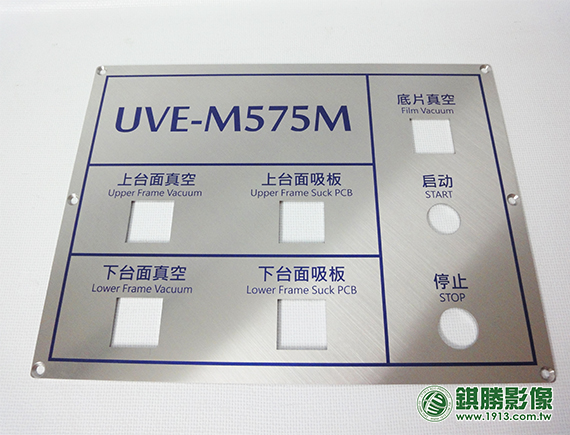 UVE-M575M
底片真空
Film Vacuum
上台面真空
Upper Frame Vacuum
上台面吸板
Upper Frame Suck PCB
启动
START
下台面真空
Lower Frame Vacuum
下台面吸板
Lower Frame Suck PCB
停止
STOP
錤勝影像
www.1913.com.tw